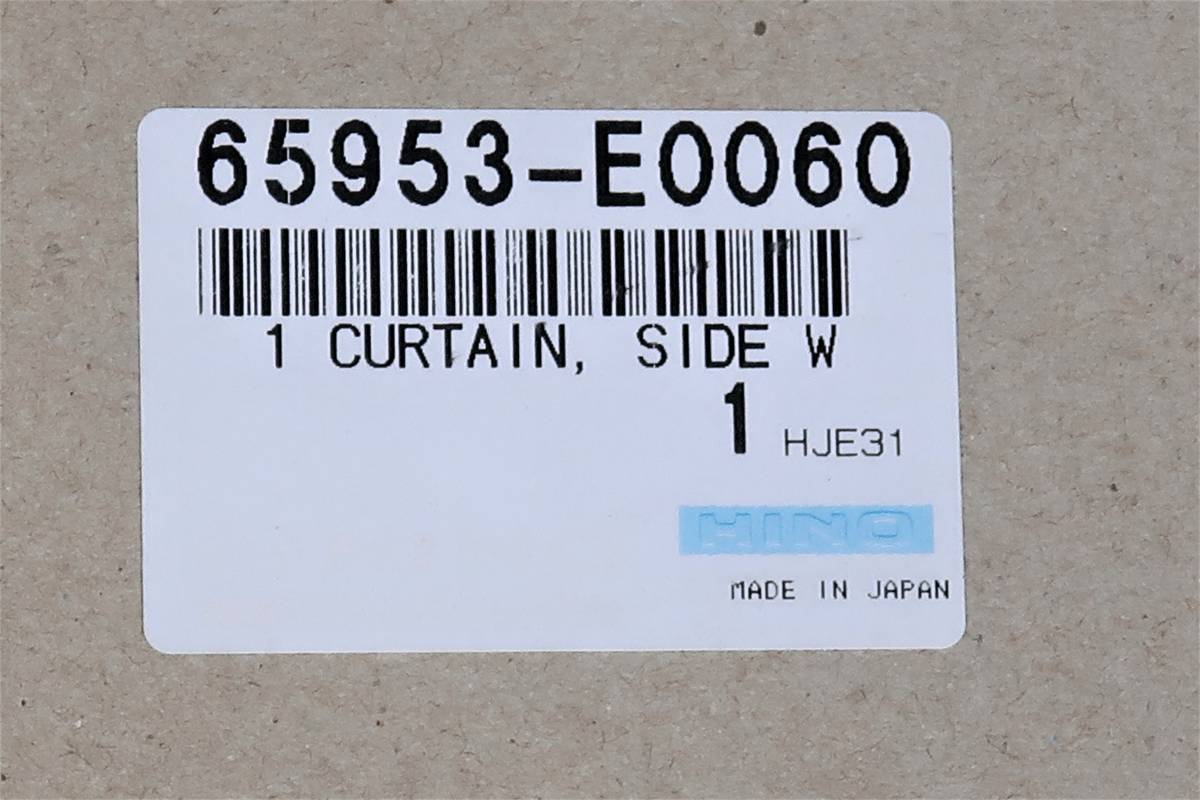 65953-E0060
1 CURTAIN, SIDE W
1 HJE31
HINO
MADE IN JAPAN